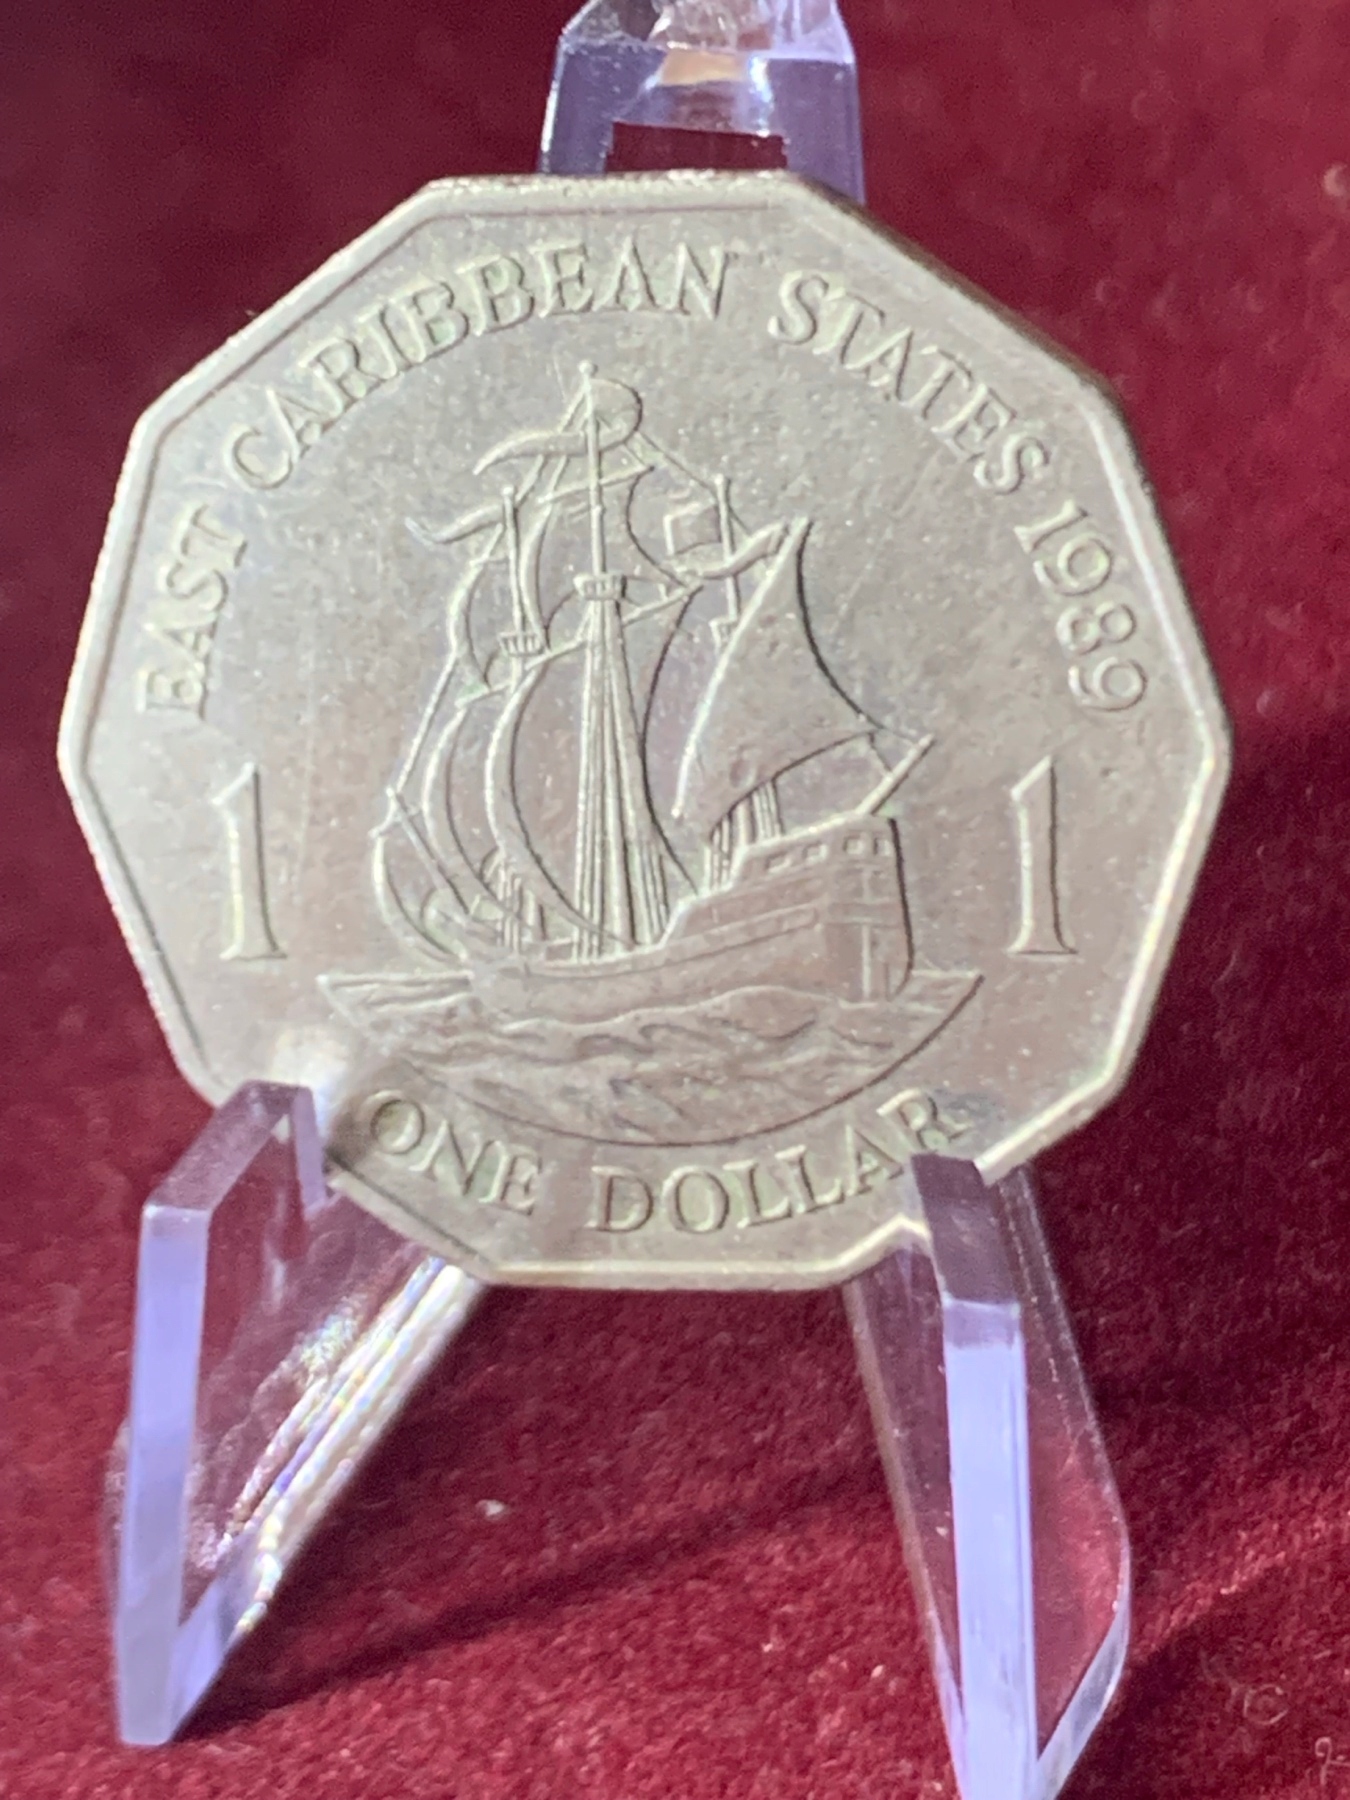 EAST CARIBBEAN STATES 1989
1 1
ONE DOLLAR
©